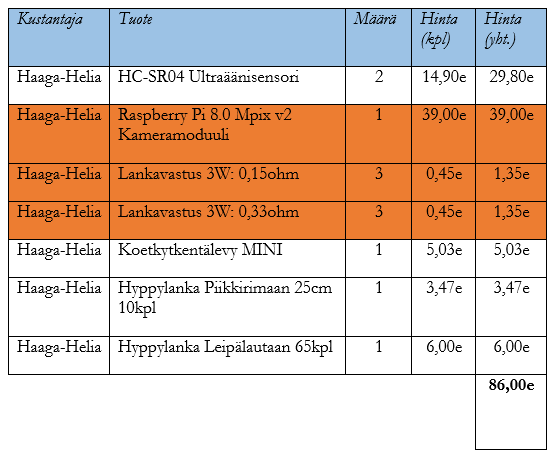 Kustantaja Tuote Määrä Hinta (kpl) Hinta (yht.)
Haaga-Helia HC-SR04 Ultraäänisensori 2 14,90e 29,80e
Haaga-Helia Raspberry Pi 8.0 Mpix v2 1 39,00e 39,00e
Kameramoduuli
Haaga-Helia Lankavastus 3W: 0,15ohm 3 0,45e 1,35e
Haaga-Helia Lankavastus 3W: 0,33ohm 3 0,45e 1,35e
Haaga-Helia Koetkytkentälevy MINI 1 5,03e 5,03e
Haaga-Helia Hyppylanka Piikkirimaan 25cm 1 3,47e 3,47e
10kpl
Haaga-Helia Hyppylanka Leipälautaan 65kpl 1 6,00e 6,00e
86,00e